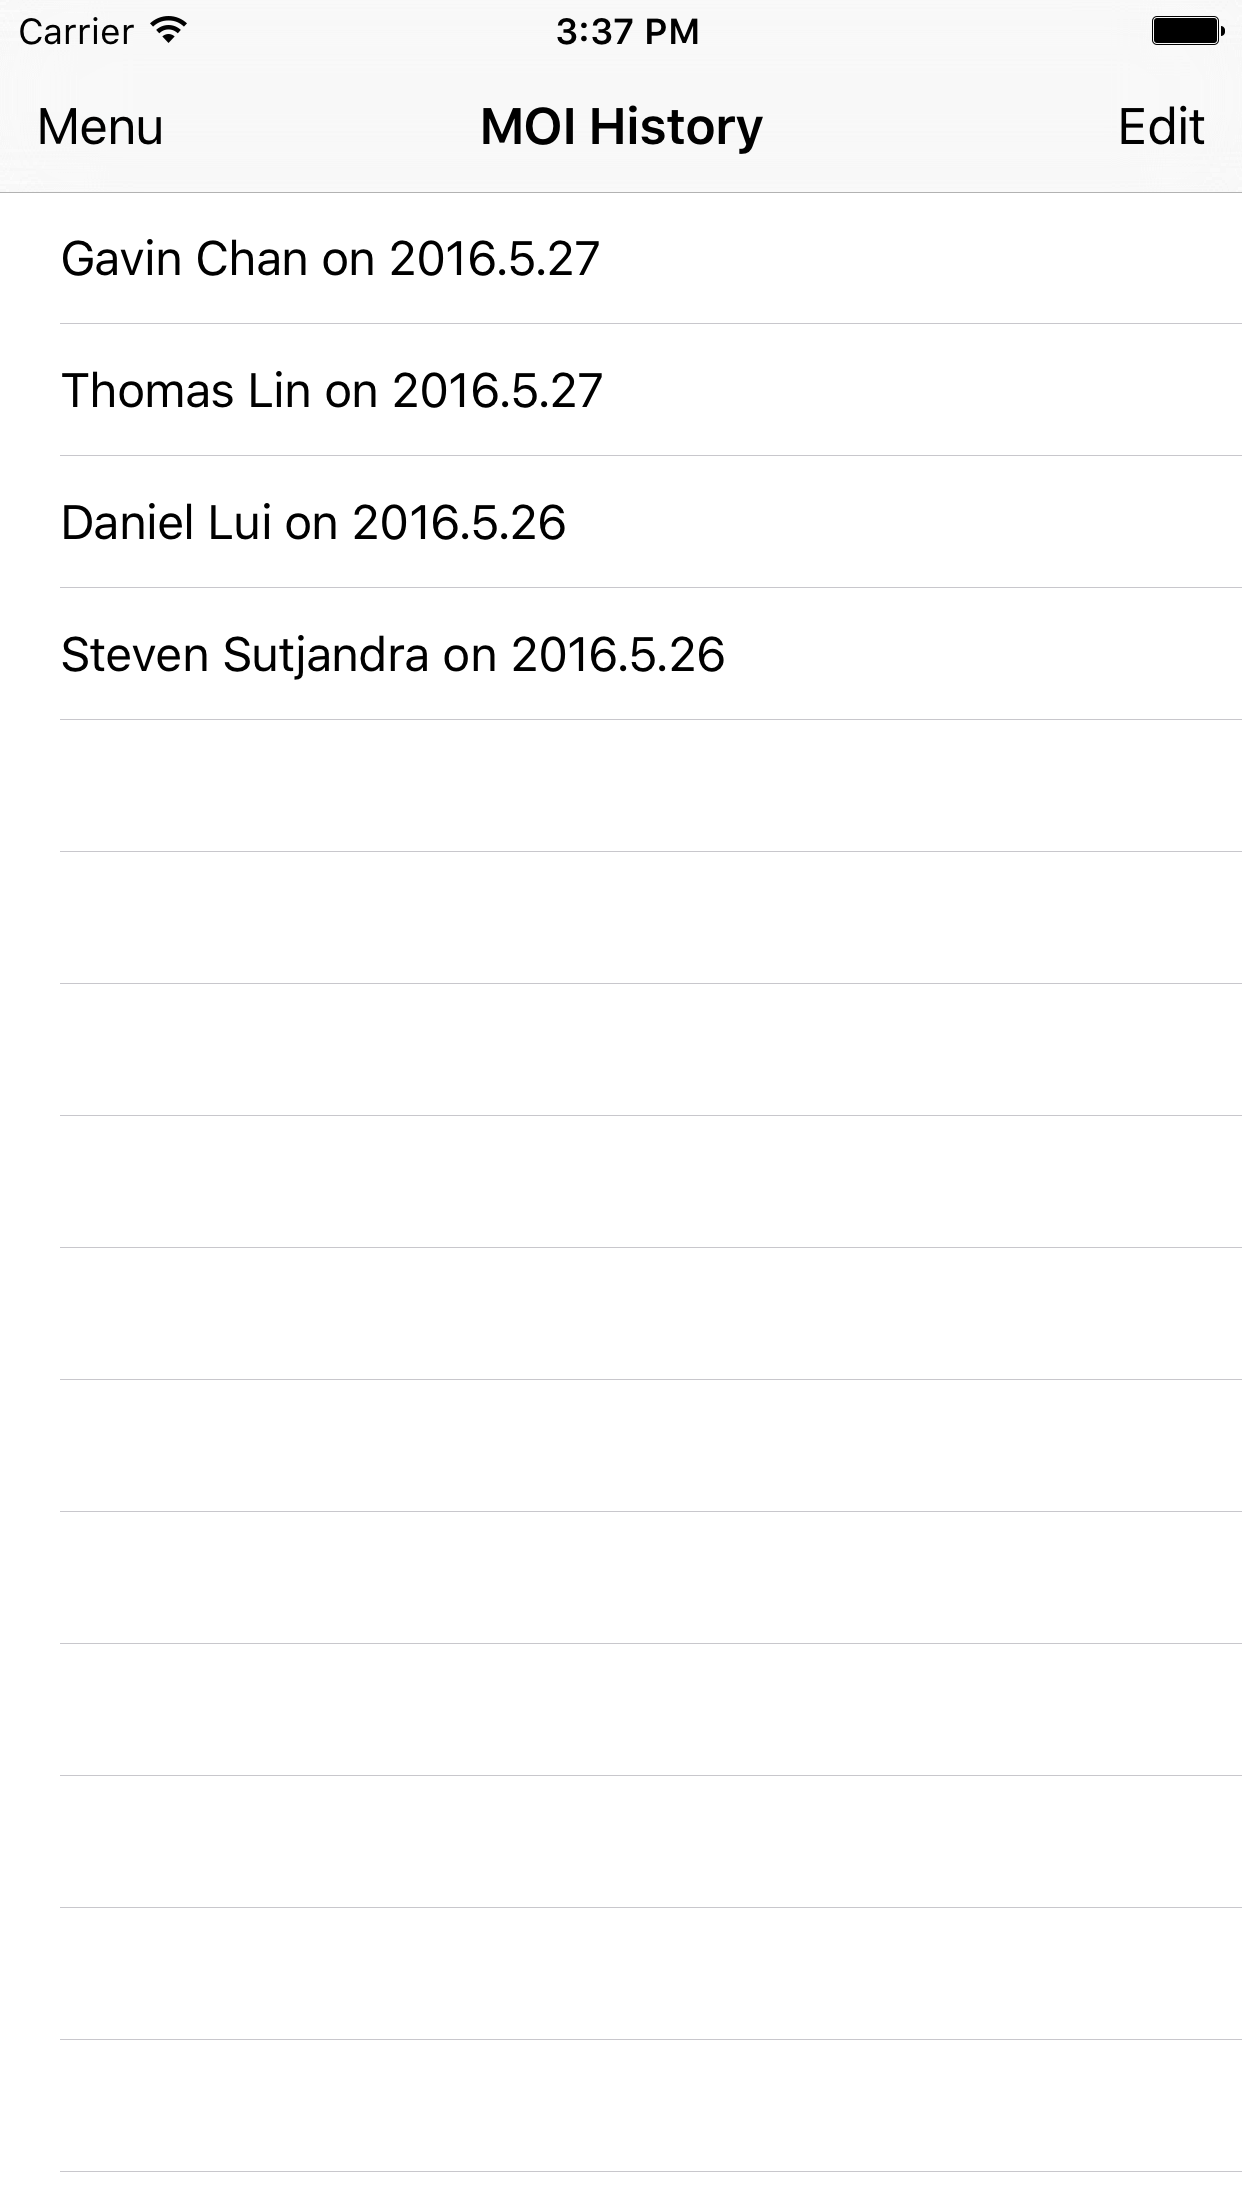 Carrier 3:37 PM
Menu MOI History Edit
Gavin Chan on 2016.5.27
Thomas Lin on 2016.5.27
Daniel Lui on 2016.5.26
Steven Sutjandra on 2016.5.26